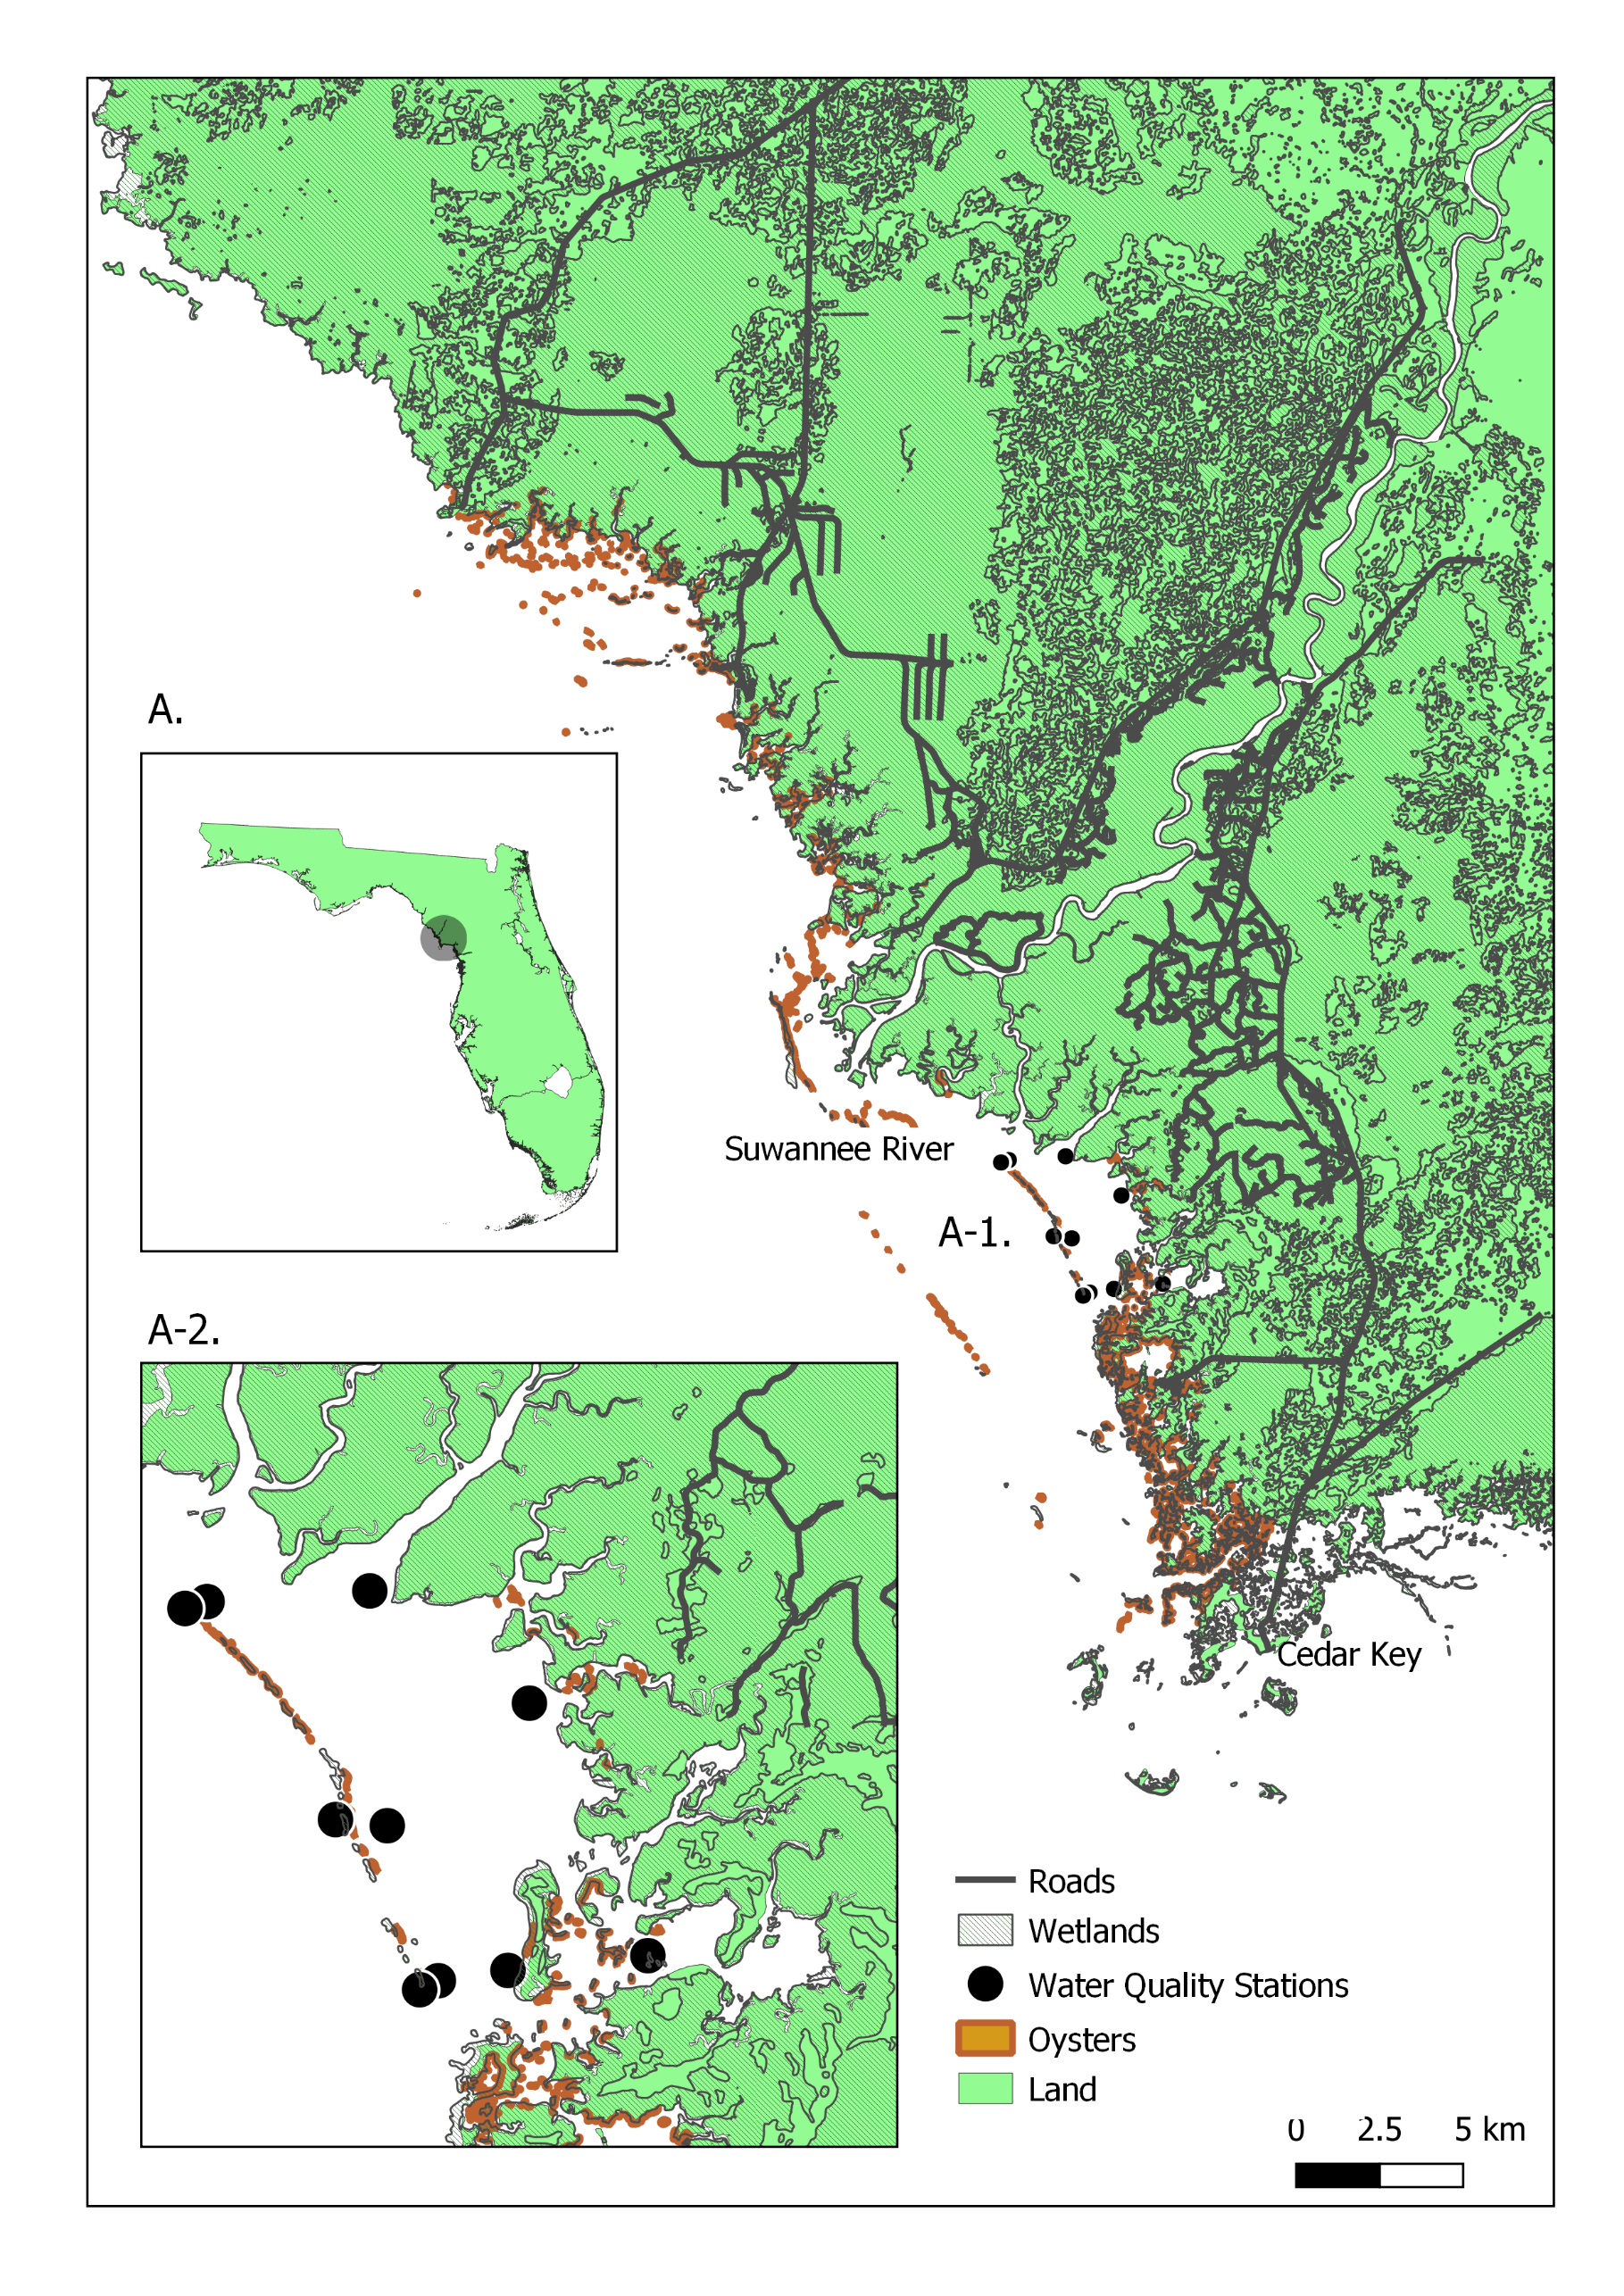 A.
Suwannee River
A-1.
A-2.
Cedar Key
Roads
Wetlands
Water Quality Stations
Oysters
Land
0 2.5 5 km